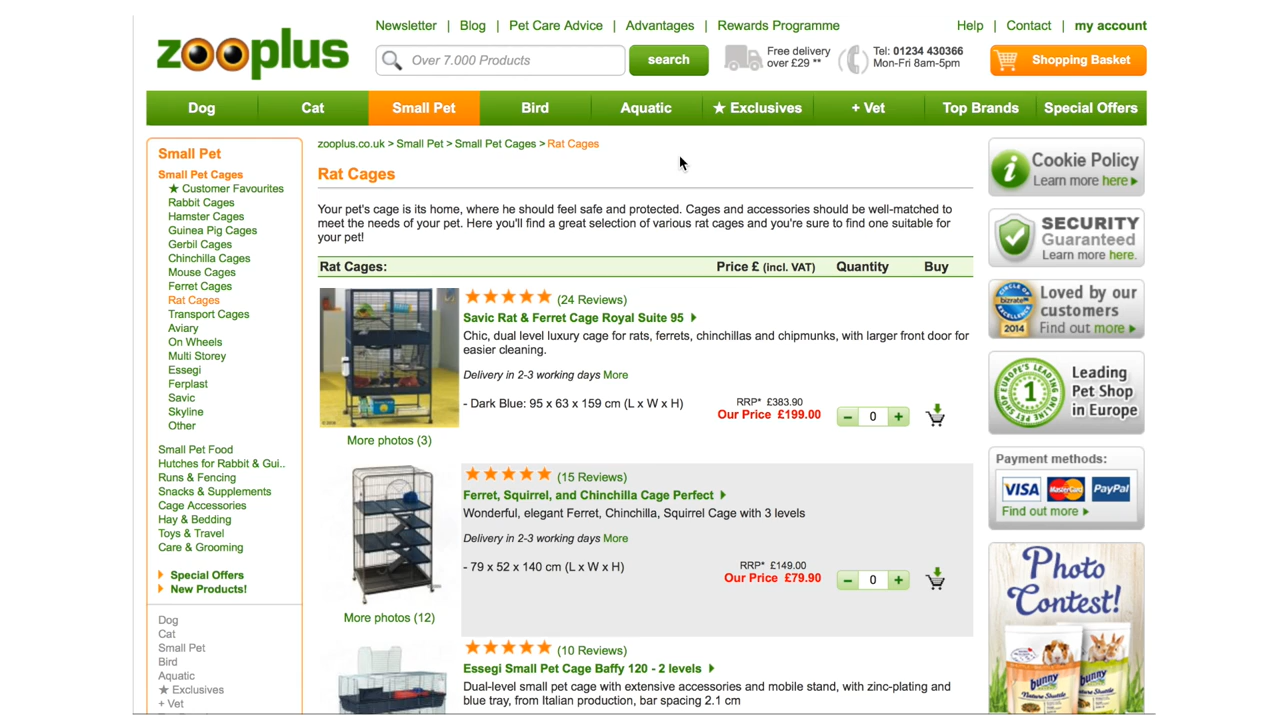 Newsletter | Blog | Pet Care Advice | Advantages | Rewards Programme
Help | Contact | my account
zooplus
Over 7.000 Products
search
Free delivery
over £29 **
Tel: 01234 430366
Mon-Fri 8am-5pm
Shopping Basket
Dog
Cat
Small Pet
Bird
Aquatic
★ Exclusives
+ Vet
Top Brands
Special Offers
Small Pet
Small Pet Cages
★ Customer Favourites
Rabbit Cages
Hamster Cages
Guinea Pig Cages
Gerbil Cages
Chinchilla Cages
Mouse Cages
Ferret Cages
Rat Cages
Transport Cages
Aviary
On Wheels
Multi Storey
Essegi
Ferplast
Savic
Skyline
Other
Small Pet Food
Hutches for Rabbit & Gui..
Runs & Fencing
Snacks & Supplements
Cage Accessories
Hay & Bedding
Toys & Travel
Care & Grooming
Special Offers
New Products!
Dog
Cat
Small Pet
Bird
Aquatic
★ Exclusives
+ Vet
zooplus.co.uk > Small Pet > Small Pet Cages > Rat Cages
Rat Cages
Your pet's cage is its home, where he should feel safe and protected. Cages and accessories should be well-matched to
meet the needs of your pet. Here you'll find a great selection of various rat cages and you're sure to find one suitable for
your pet!
Rat Cages: Price £ (incl. VAT) Quantity Buy
(24 Reviews)
Savic Rat & Ferret Cage Royal Suite 95
Chic, dual level luxury cage for rats, ferrets, chinchillas and chipmunks, with larger front door for
easier cleaning.
Delivery in 2-3 working days More
- Dark Blue: 95 x 63 x 159 cm (L x W x H)
RRP* £383.90
Our Price £199.00
− 0 +
More photos (3)
(15 Reviews)
Ferret, Squirrel, and Chinchilla Cage Perfect
Wonderful, elegant Ferret, Chinchilla, Squirrel Cage with 3 levels
Delivery in 2-3 working days More
- 79 x 52 x 140 cm (L x W x H)
RRP* £149.00
Our Price £79.90
− 0 +
More photos (12)
(10 Reviews)
Essegi Small Pet Cage Baffy 120 - 2 levels
Dual-level small pet cage with extensive accessories and mobile stand, with zinc-plating and
blue tray, from Italian production, bar spacing 2.1 cm
Cookie Policy
Learn more here
SECURITY
Guaranteed
Learn more here.
CIRCLE OF
bizrate
EXCELLENCE
2014
Loved by our
customers
Find out more
EUROPE'S LEADING
1
ONLINE PET SHOP
Leading
Pet Shop
in Europe
Payment methods:
VISA
MasterCard
PayPal
Find out more
Photo
Contest!
bunny
Nature Shuttle
bunny